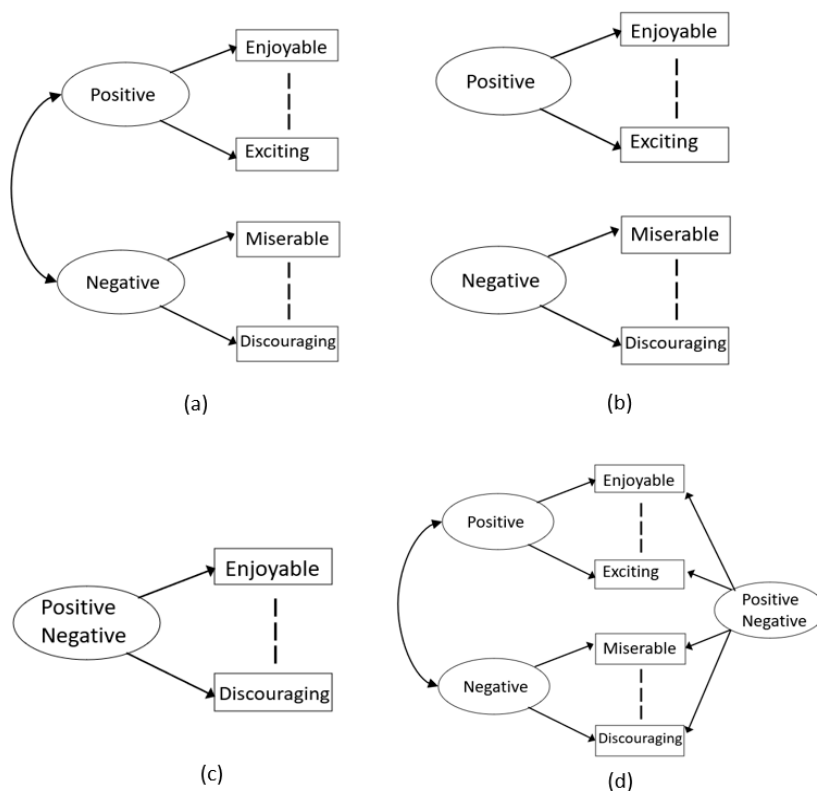 Enjoyable
Positive
Exciting
Miserable
Negative
Discouraging
(a)
Enjoyable
Positive
Exciting
Miserable
Negative
Discouraging
(b)
Enjoyable
Positive
Negative
Discouraging
(c)
Enjoyable
Positive
Exciting
Positive
Negative
Miserable
Negative
Discouraging
(d)